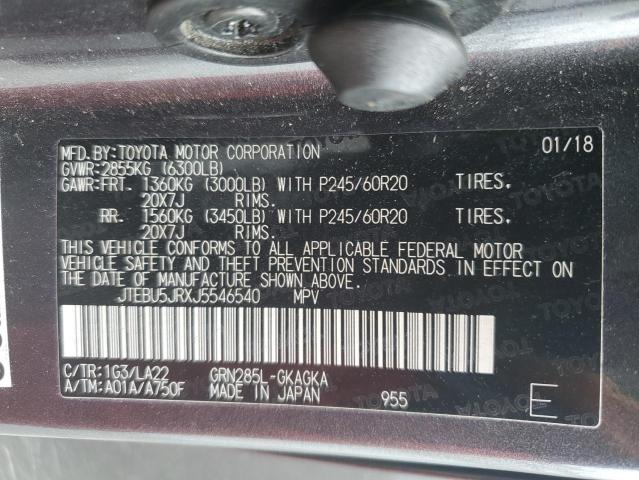 MFD.BY:TOYOTA MOTOR CORPORATION 01/18
GVWR:2855KG (6300LB)
GAWR:FRT. 1360KG (3000LB) WITH P245/60R20 TIRES,
20X7J RIMS.
RR. 1560KG (3450LB) WITH P245/60R20 TIRES,
20X7J RIMS.
THIS VEHICLE CONFORMS TO ALL APPLICABLE FEDERAL MOTOR
VEHICLE SAFETY AND THEFT PREVENTION STANDARDS IN EFFECT ON
THE DATE OF MANUFACTURE SHOWN ABOVE.
JTEBU5JRXJ5546540 MPV
C/TR:1G3/LA22 GRN285L-GKAGKA
A/TM:A01A/A750F MADE IN JAPAN 955 E